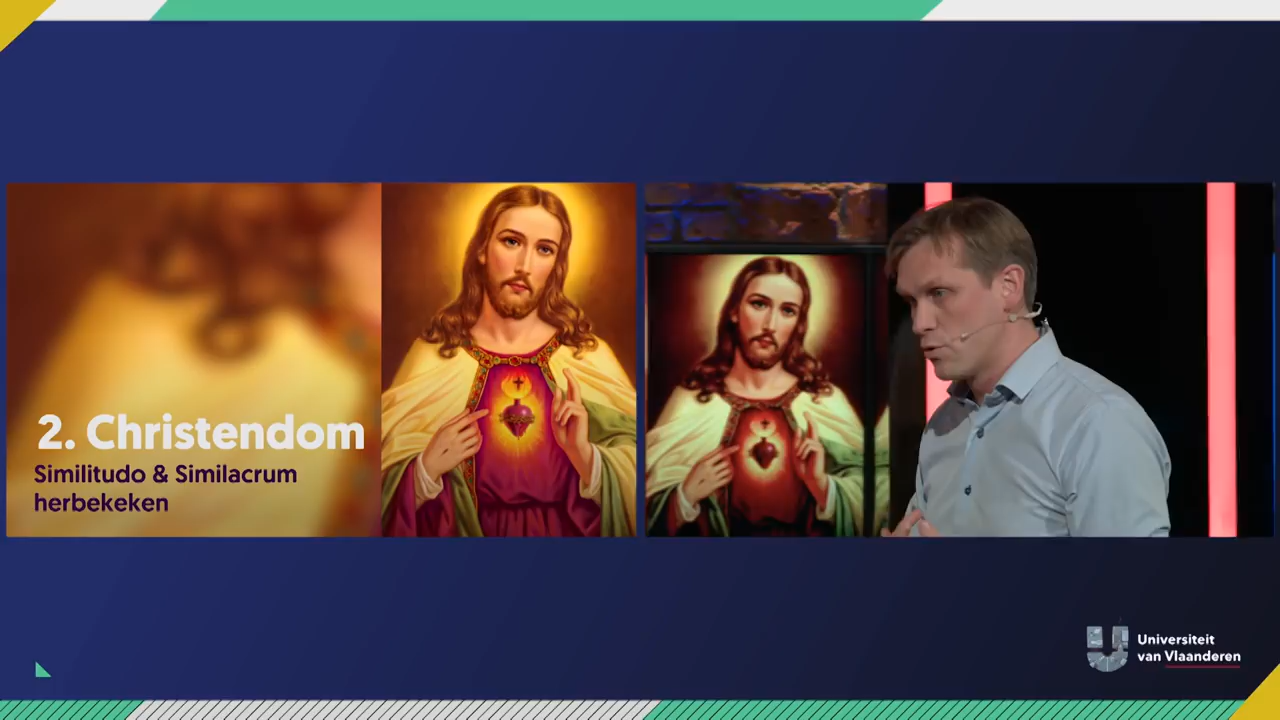 2. Christendom
Similitudo & Similacrum
herbekeken
Universiteit
van Vlaanderen